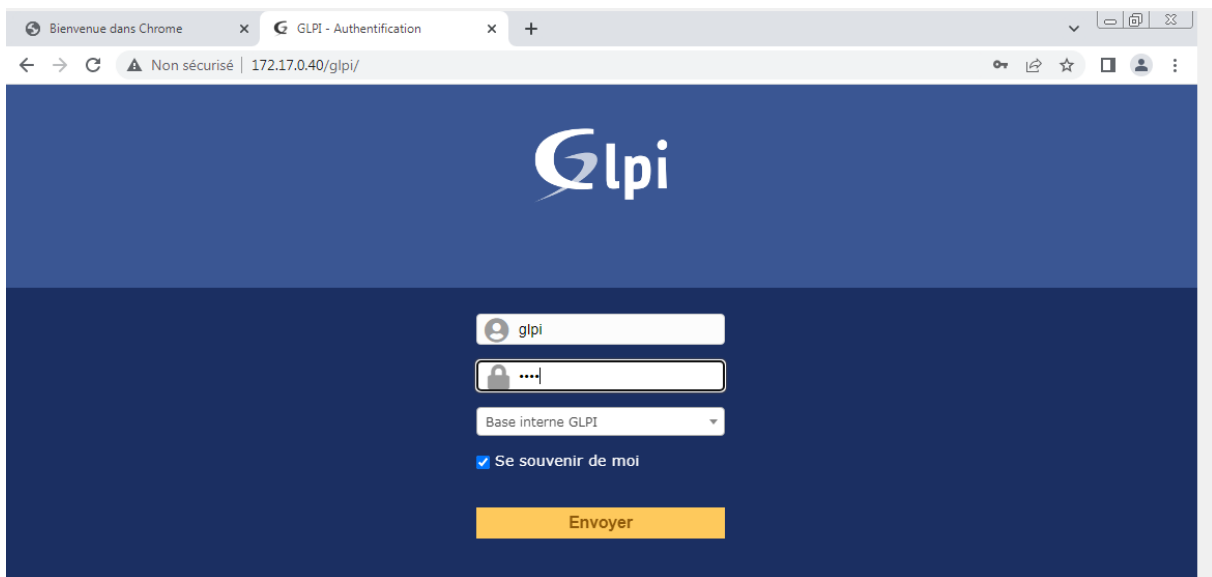 Bienvenue dans Chrome
GLPI - Authentification
Non sécurisé | 172.17.0.40/glpi/
Glpi
glpi
••••
Base interne GLPI
Se souvenir de moi
Envoyer